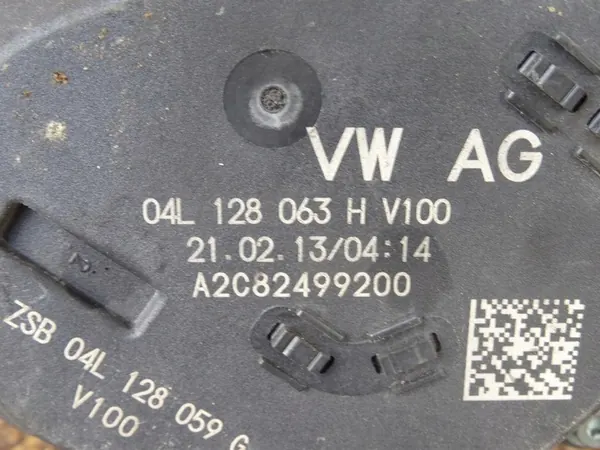 VW AG
04L 128 063 H V100
21.02.13/04:14
A2C82499200
ZSB 04L 128 059 G
V100